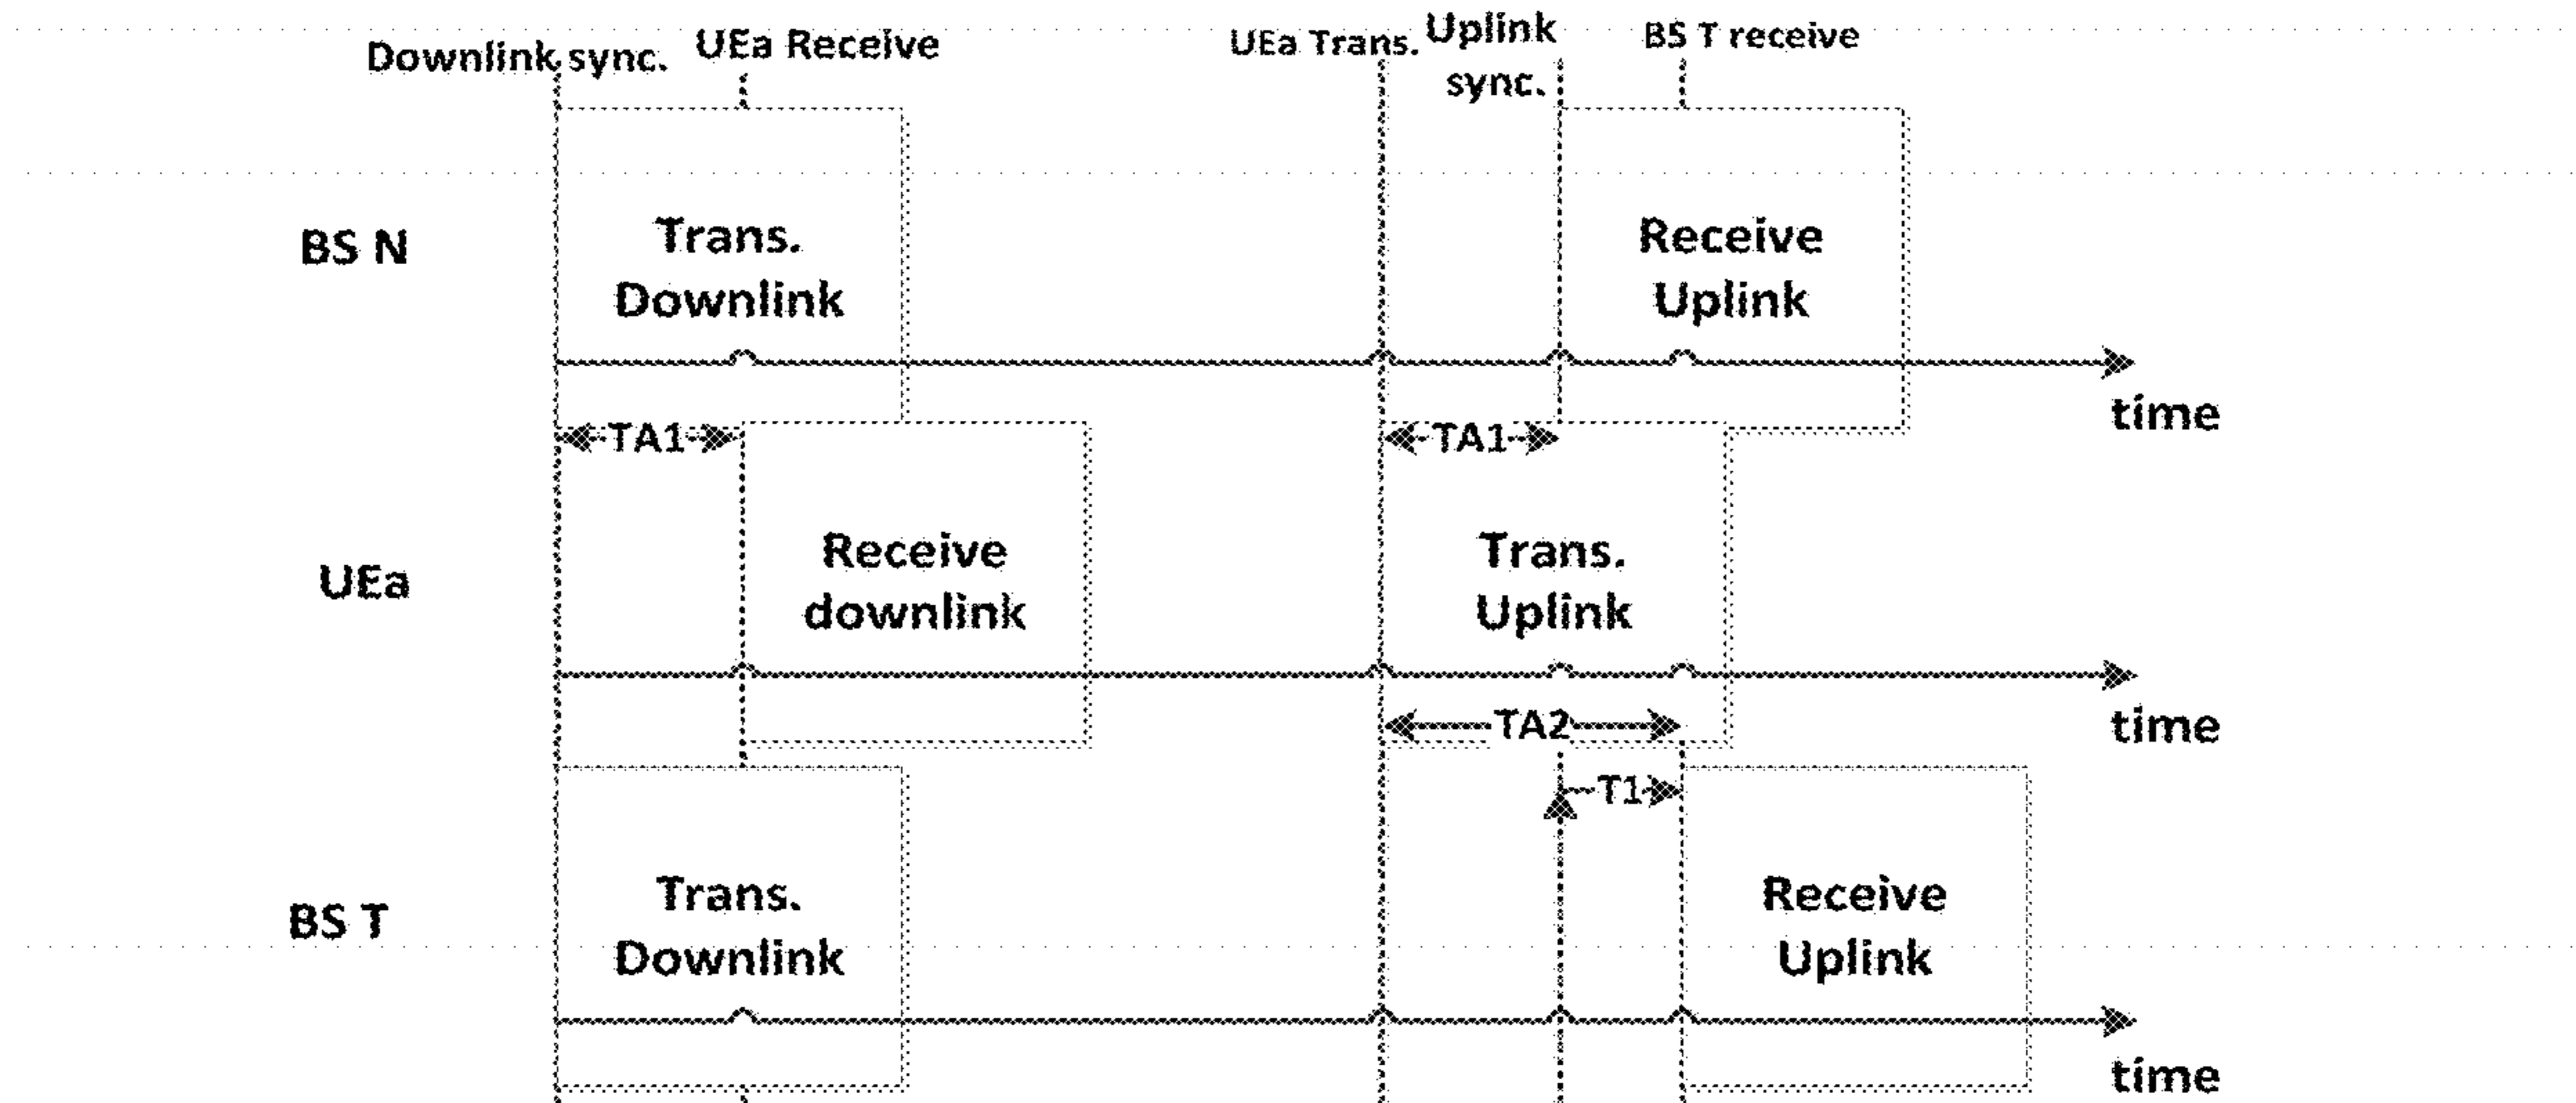 Downlink sync.
UEa Receive
UEa Trans.
Uplink
sync.
BS T receive
BS N
Trans.
Downlink
Receive
Uplink
time
TA1
TA1
UEa
Receive
downlink
Trans.
Uplink
time
TA2
T1
BS T
Trans.
Downlink
Receive
Uplink
time